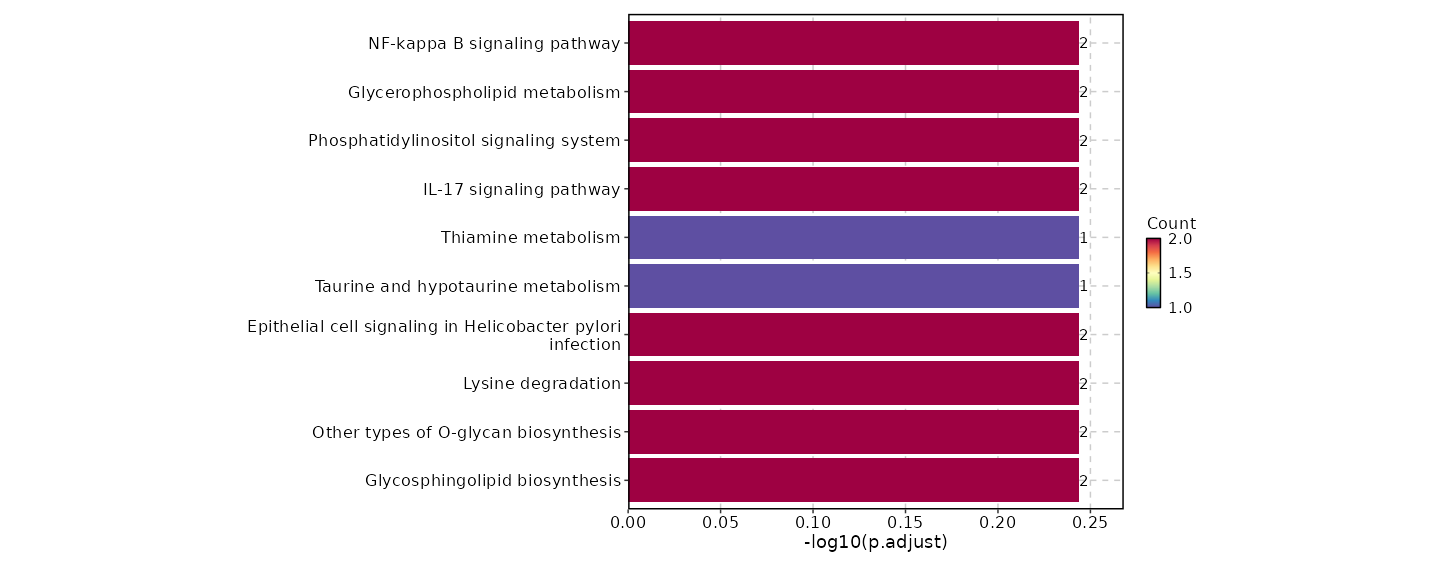 NF-kappa B signaling pathway
2
Glycerophospholipid metabolism
2
Phosphatidylinositol signaling system
2
IL-17 signaling pathway
2
Thiamine metabolism
1
Taurine and hypotaurine metabolism
1
Epithelial cell signaling in Helicobacter pylori
infection
2
Lysine degradation
2
Other types of O-glycan biosynthesis
2
Glycosphingolipid biosynthesis
2
0.00 0.05 0.10 0.15 0.20 0.25
-log10(p.adjust)
Count
2.0
1.5
1.0